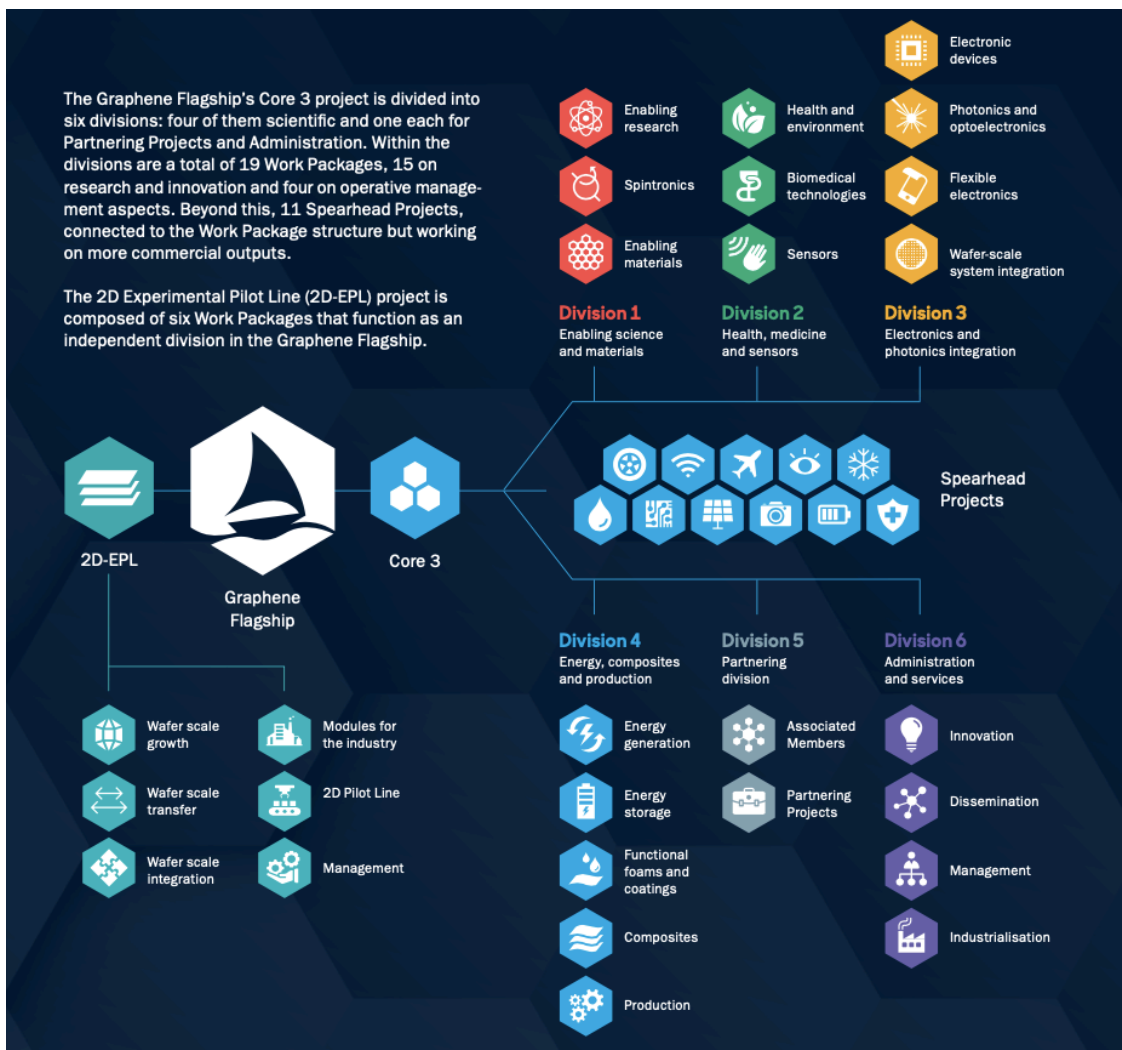 The Graphene Flagship's Core 3 project is divided into
six divisions: four of them scientific and one each for
Partnering Projects and Administration. Within the
divisions are a total of 19 Work Packages, 15 on
research and innovation and four on operative manage-
ment aspects. Beyond this, 11 Spearhead Projects,
connected to the Work Package structure but working
on more commercial outputs.
The 2D Experimental Pilot Line (2D-EPL) project is
composed of six Work Packages that function as an
independent division in the Graphene Flagship.
Enabling
research
Spintronics
Enabling
materials
Division 1
Enabling science
and materials
Health and
environment
Biomedical
technologies
Sensors
Division 2
Health, medicine
and sensors
Electronic
devices
Photonics and
optoelectronics
Flexible
electronics
Wafer-scale
system integration
Division 3
Electronics and
photonics integration
2D-EPL
Graphene
Flagship
Core 3
Spearhead
Projects
Wafer scale
growth
Wafer scale
transfer
Wafer scale
integration
Modules for
the industry
2D Pilot Line
Management
Division 4
Energy, composites
and production
Energy
generation
Energy
storage
Functional
foams and
coatings
Composites
Production
Division 5
Partnering
division
Associated
Members
Partnering
Projects
Division 6
Administration
and services
Innovation
Dissemination
Management
Industrialisation